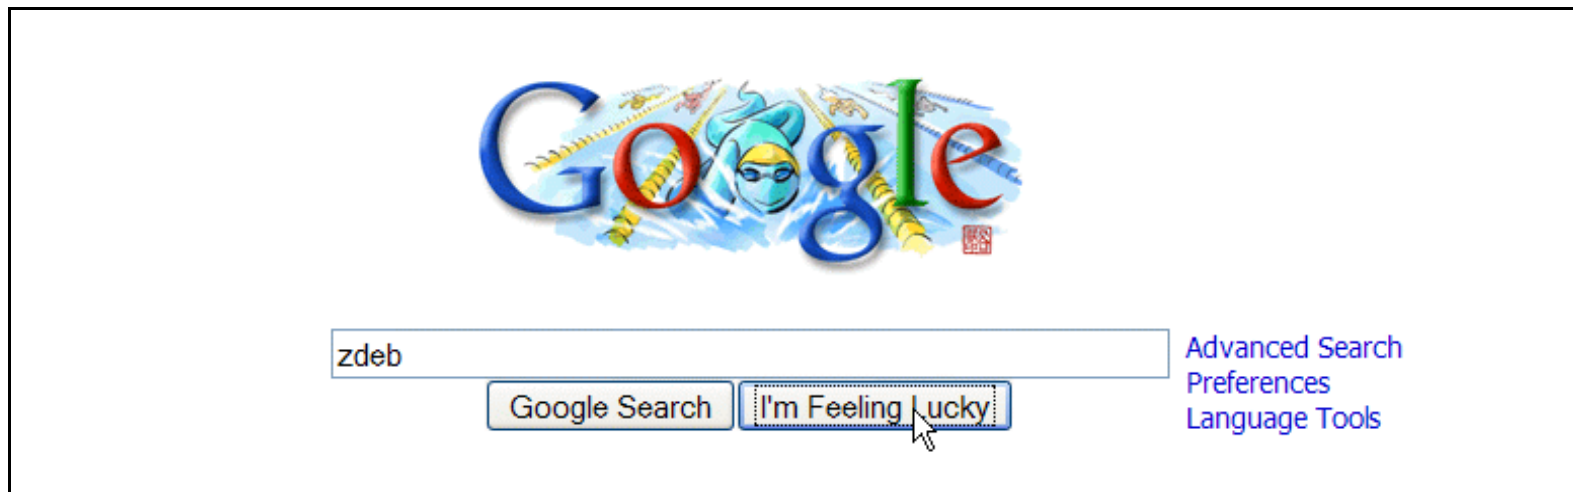 Google
zdeb
Advanced Search
Preferences
Language Tools
Google Search
I'm Feeling Lucky